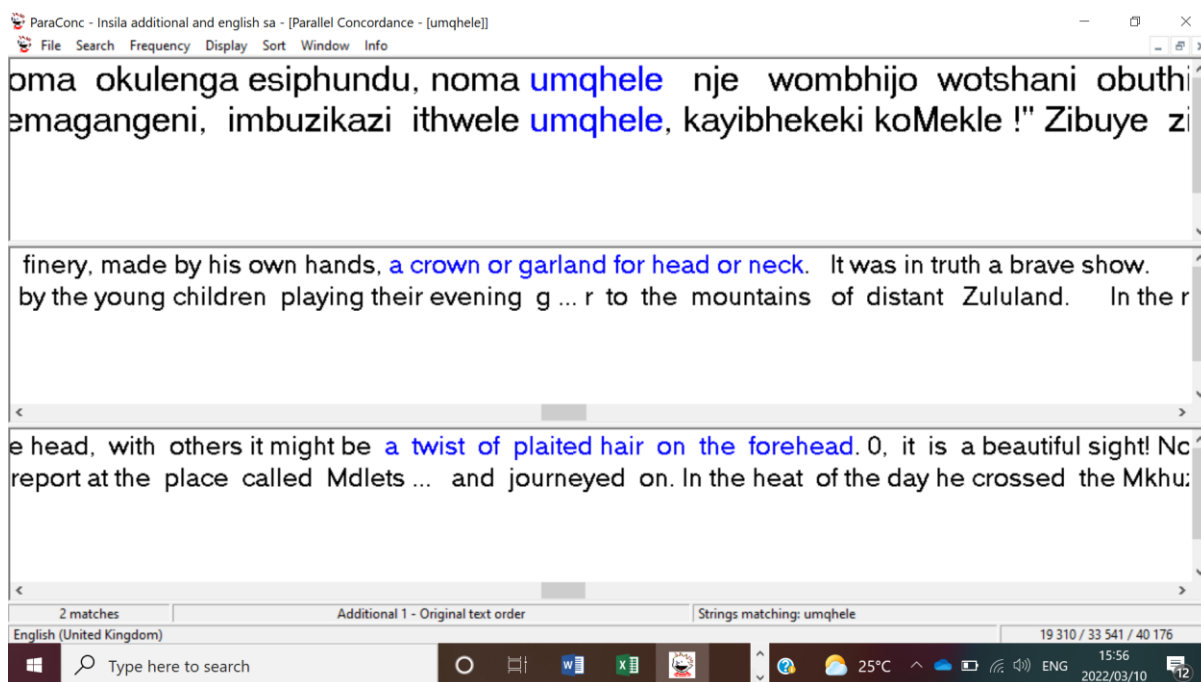 ParaConc - Insila additional and english sa - [Parallel Concordance - [umqhele]]
File Search Frequency Display Sort Window Info
oma okulenga esiphundu, noma umqhele nje wombhijo wotshani obuthi
emagangeni, imbuzikazi ithwele umqhele, kayibhekeki koMekle !" Zibuye zi
finery, made by his own hands, a crown or garland for head or neck. It was in truth a brave show.
by the young children playing their evening g ... r to the mountains of distant Zululand. In the r
e head, with others it might be a twist of plaited hair on the forehead. 0, it is a beautiful sight! No
report at the place called Mdlets ... and journeyed on. In the heat of the day he crossed the Mkhu
2 matches Additional 1 - Original text order Strings matching: umqhele
English (United Kingdom) 19 310 / 33 541 / 40 176
Type here to search 25°C ENG 15:56
2022/03/10 12